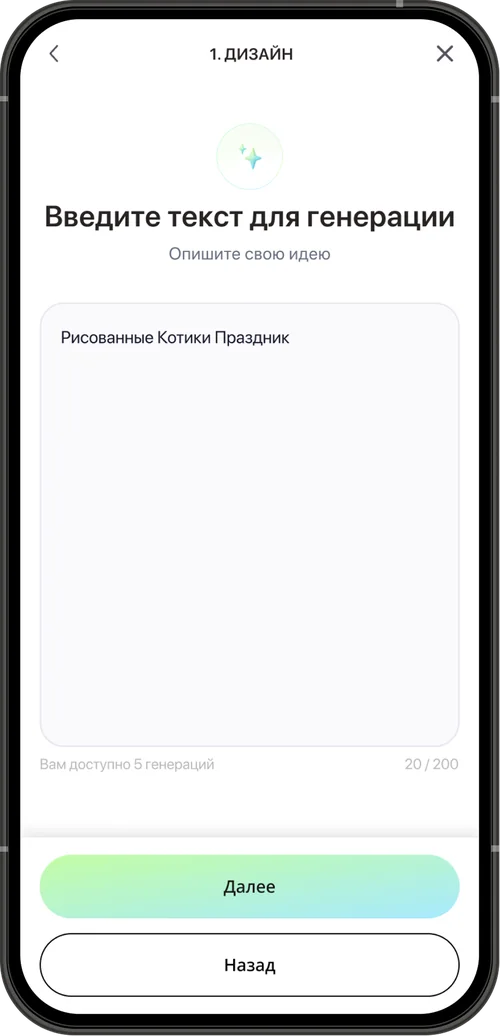 1. ДИЗАЙН
Введите текст для генерации
Опишите свою идею
Рисованные Котики Праздник
Вам доступно 5 генераций
20 / 200
Далее
Назад